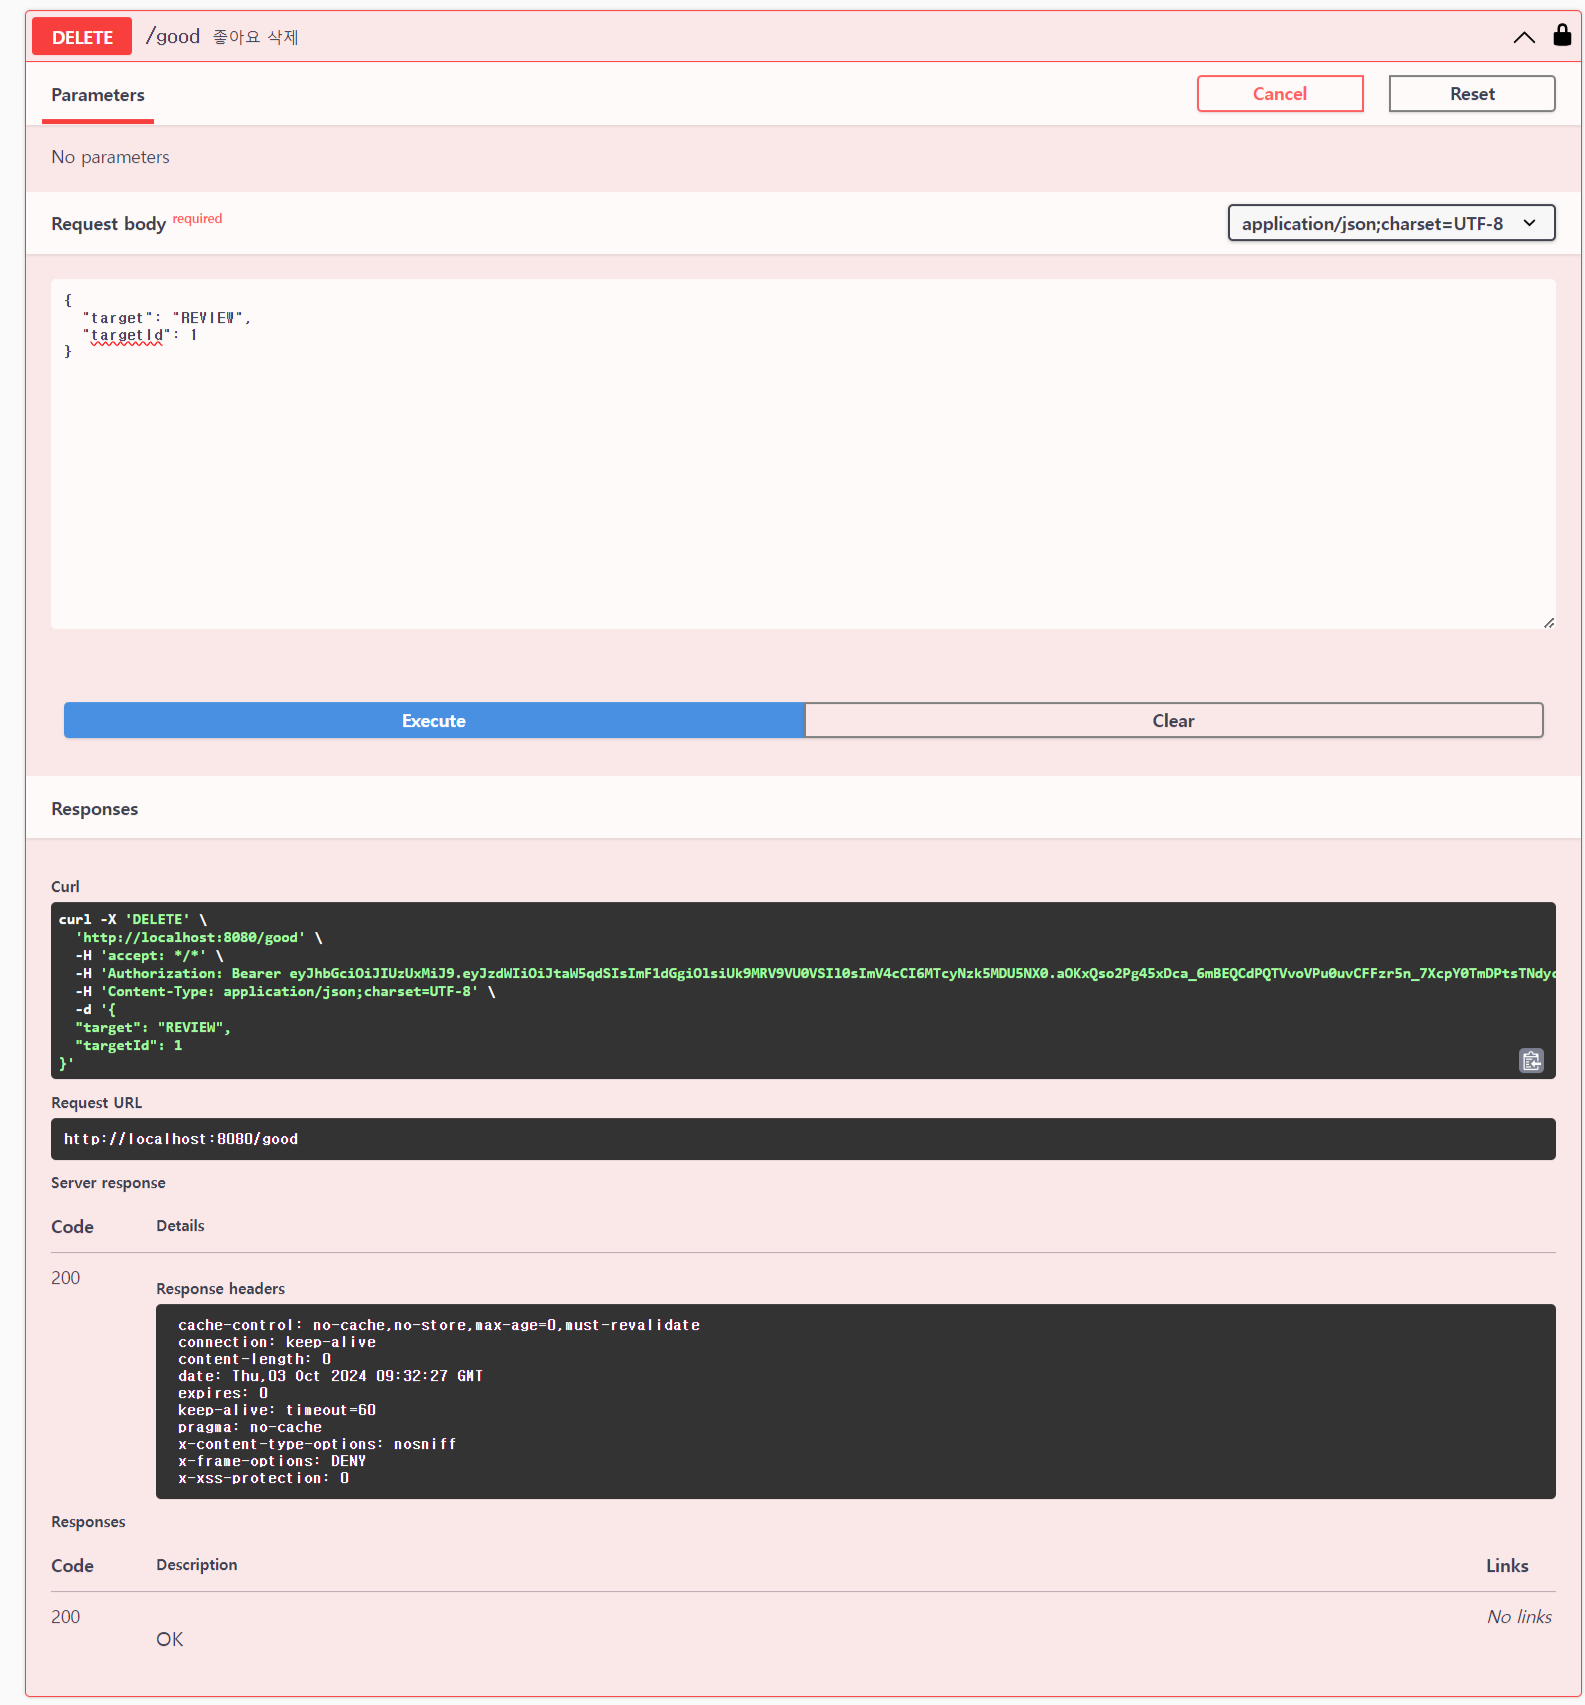 DELETE /good 좋아요 삭제
Parameters
Cancel
Reset
No parameters
Request body required
application/json;charset=UTF-8
{
"target": "REVIEW",
"targetId": 1
}
Execute
Clear
Responses
Curl
curl -X 'DELETE' \
'http://localhost:8080/good' \
-H 'accept: */*' \
-H 'Authorization: Bearer
-H 'Content-Type: application/json;charset=UTF-8' \
-d '{
"target": "REVIEW",
"targetId": 1
}'
Request URL
http://localhost:8080/good
Server response
Code Details
200
Response headers
cache-control: no-cache,no-store,max-age=0,must-revalidate
connection: keep-alive
content-length: 0
date: Thu,03 Oct 2024 09:32:27 GMT
expires: 0
keep-alive: timeout=60
pragma: no-cache
x-content-type-options: nosniff
x-frame-options: DENY
x-xss-protection: 0
Responses
Code Description Links
200 No links
OK